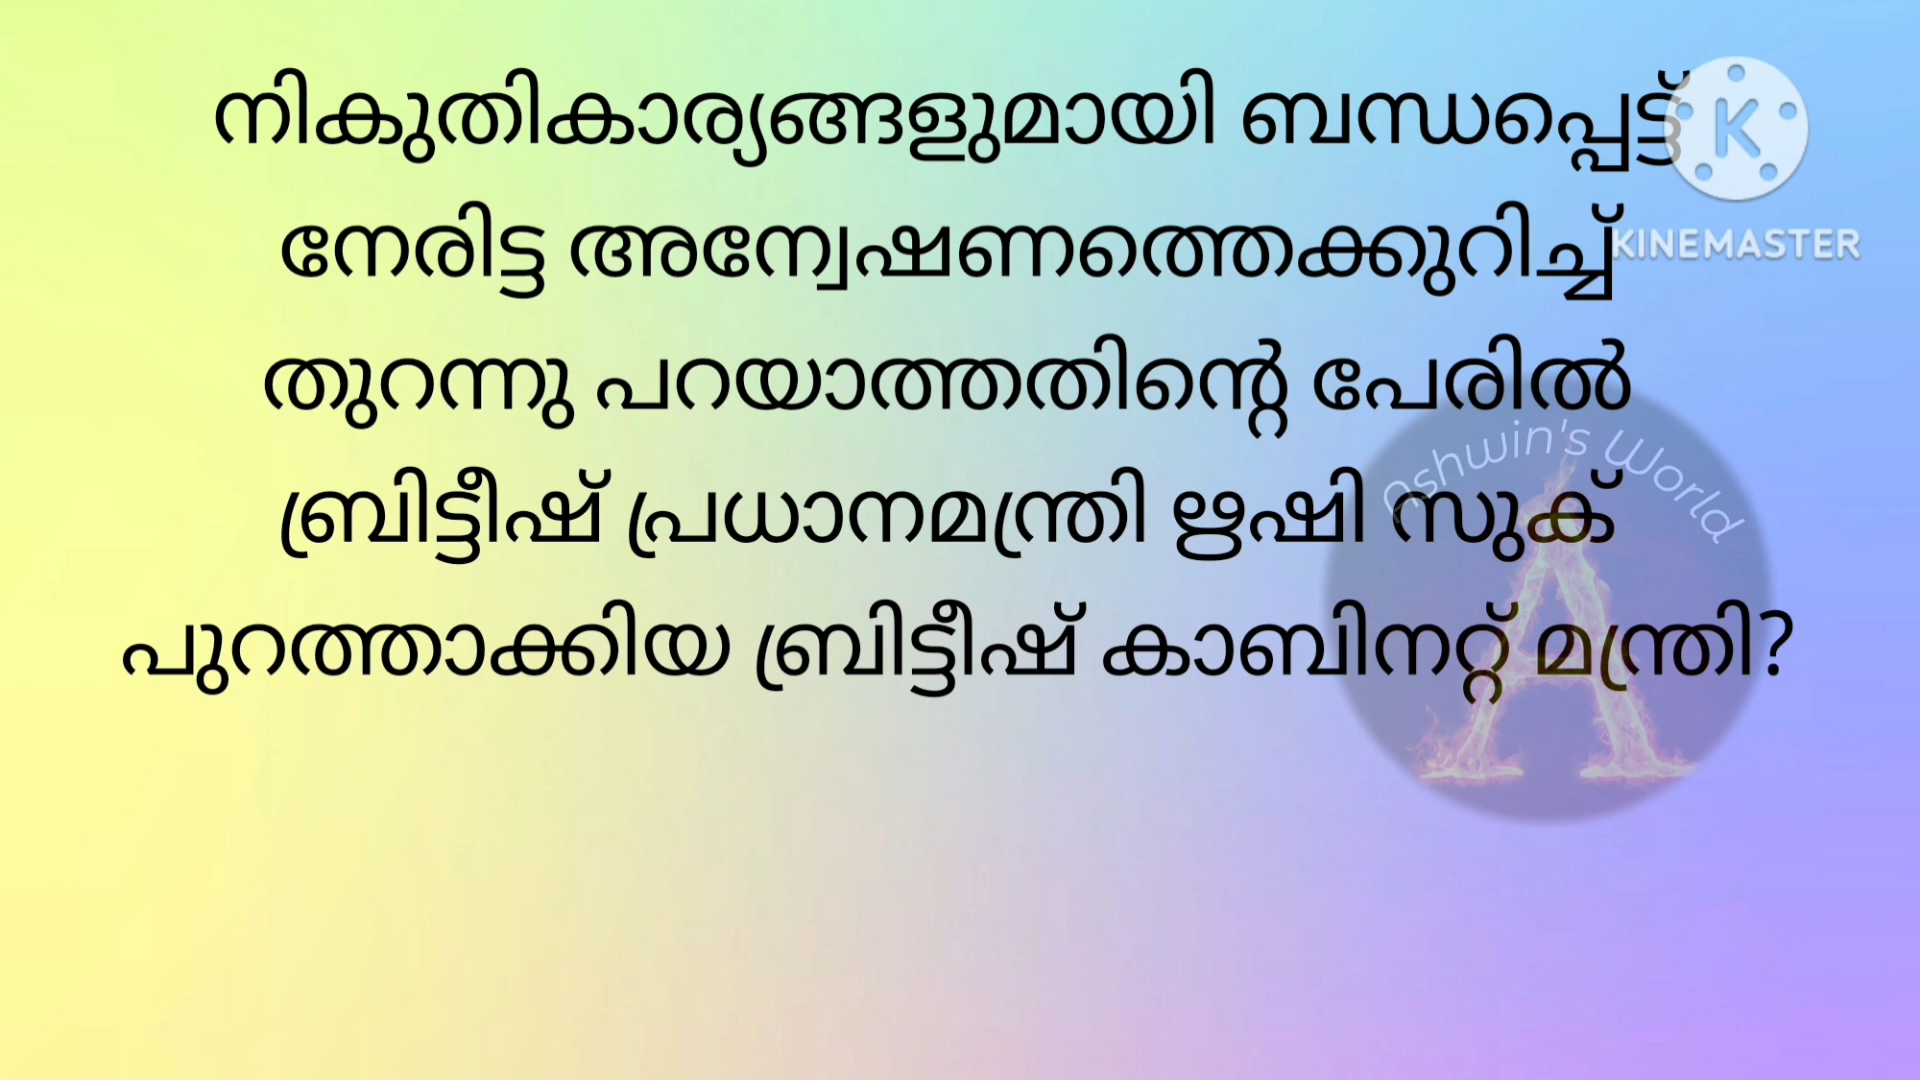 നികുതികാര്യങ്ങളുമായി ബന്ധപ്പെട്ട്
നേരിട്ട അന്വേഷണത്തെക്കുറിച്ച്
തുറന്നു പറയാത്തതിന്റെ പേരിൽ
ബ്രിട്ടീഷ് പ്രധാനമന്ത്രി ഋഷി സുക്
പുറത്താക്കിയ ബ്രിട്ടീഷ് കാബിനറ്റ് മന്ത്രി?
K
KINEMASTER
Ashwin's World
A